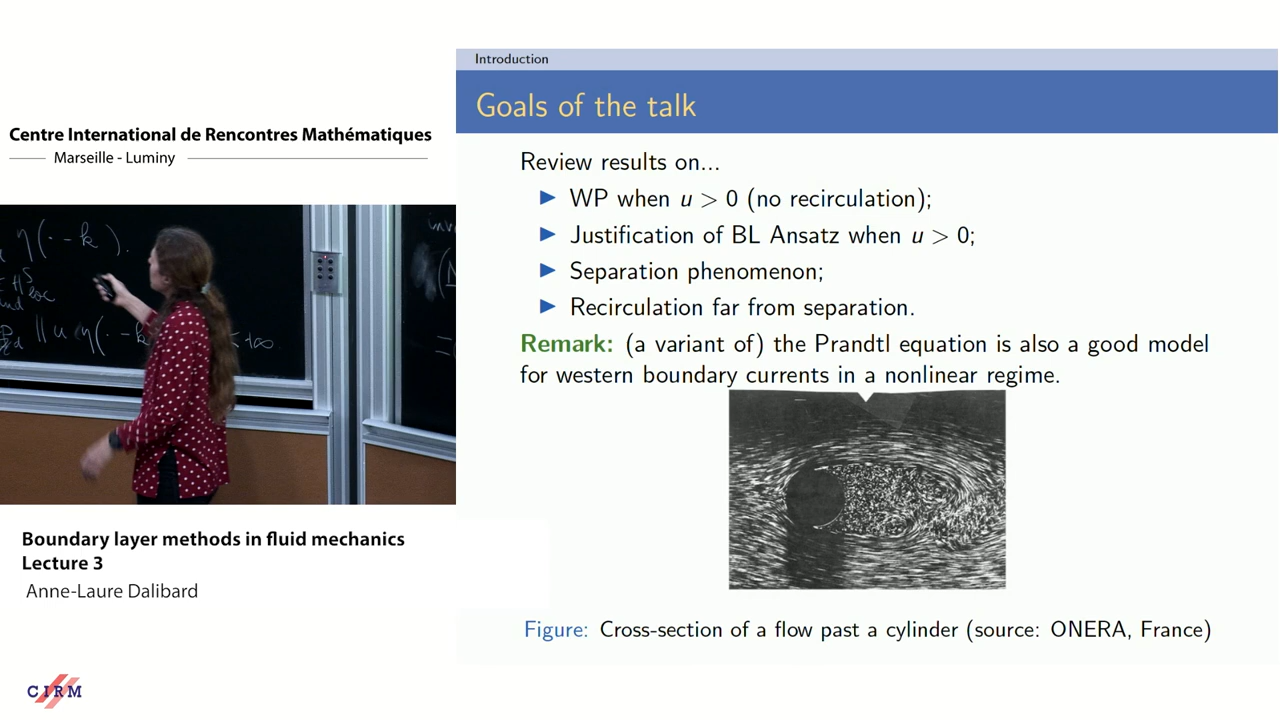 Centre International de Rencontres Mathématiques
Marseille - Luminy
η(· - k).
loc
‖u η(· - k
Boundary layer methods in fluid mechanics
Lecture 3
Anne-Laure Dalibard
CIRM
Introduction
Goals of the talk
Review results on...
▶ WP when u > 0 (no recirculation);
▶ Justification of BL Ansatz when u > 0;
▶ Separation phenomenon;
▶ Recirculation far from separation.
Remark: (a variant of) the Prandtl equation is also a good model
for western boundary currents in a nonlinear regime.
Figure: Cross-section of a flow past a cylinder (source: ONERA, France)